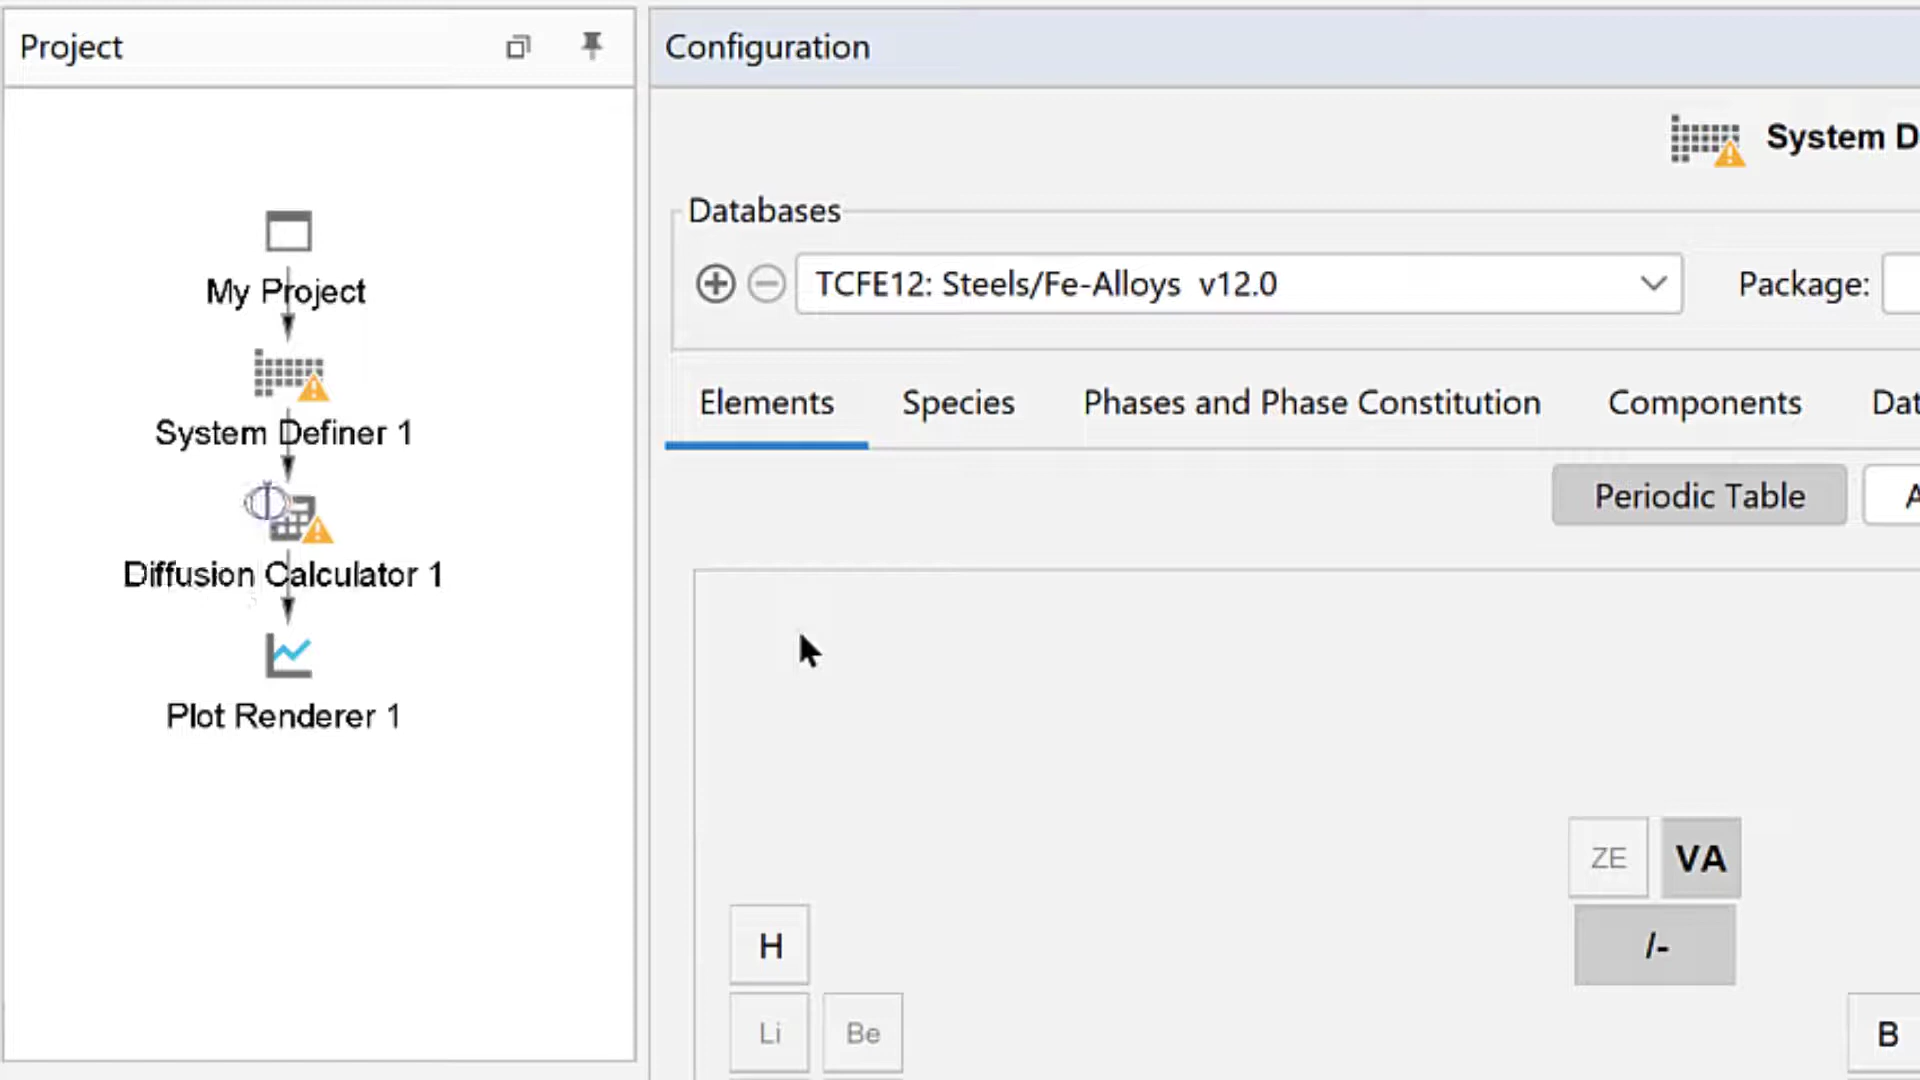 Project
Configuration
System D
Databases
TCFE12: Steels/Fe-Alloys v12.0
Package:
Elements
Species
Phases and Phase Constitution
Components
Dat
Periodic Table
A
My Project
System Definer 1
Diffusion Calculator 1
Plot Renderer 1
ZE
VA
H
/-
Li
Be
B